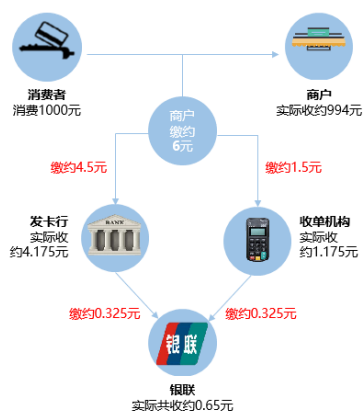 消费者
消费1000元
商户
实际收约994元
商户
缴约
6元
缴约4.5元
缴约1.5元
发卡行
实际收
约4.175元
BANK
收单机构
实际收
约1.175元
缴约0.325元
缴约0.325元
银联
银联
实际共收约0.65元